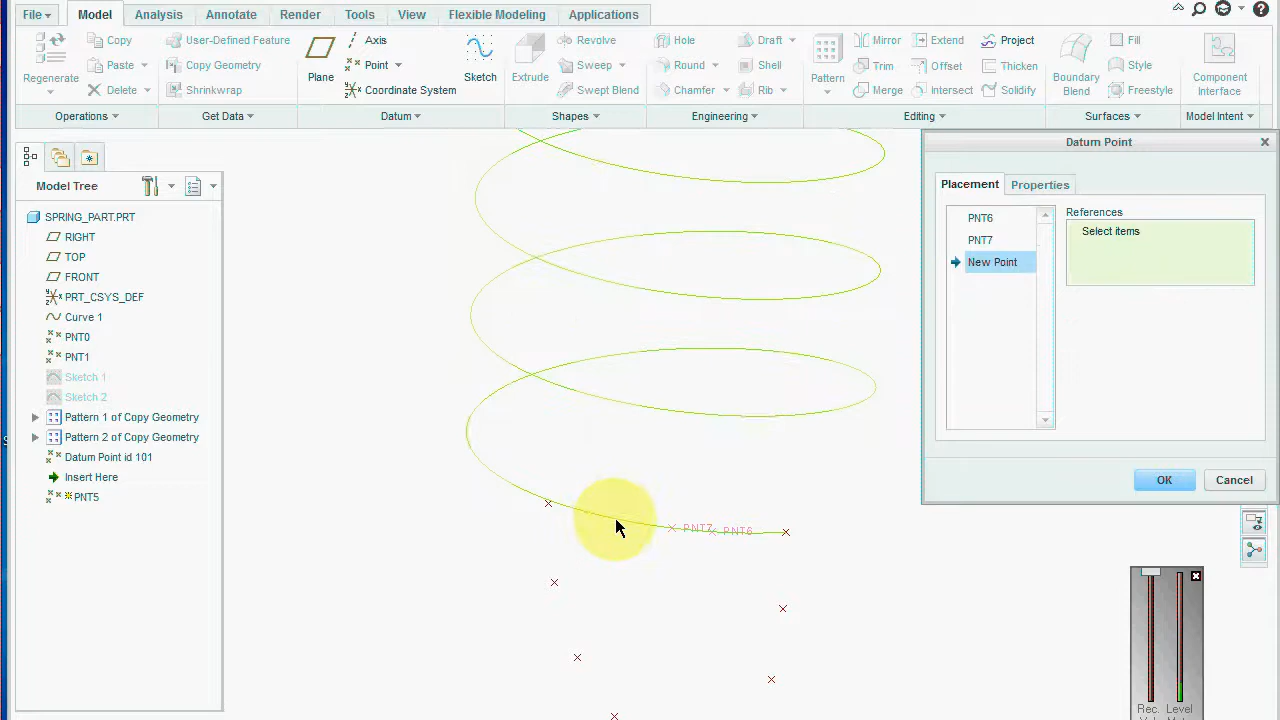 File Model Analysis Annotate Render Tools View Flexible Modeling Applications
Regenerate
Copy
Paste
Delete
User-Defined Feature
Copy Geometry
Shrinkwrap
Plane
Axis
Point
Coordinate System
Sketch
Extrude
Revolve
Sweep
Swept Blend
Hole
Round
Chamfer
Draft
Shell
Rib
Pattern
Mirror
Trim
Merge
Extend
Offset
Intersect
Project
Thicken
Solidify
Boundary
Blend
Fill
Style
Freestyle
Component
Interface
Operations Get Data Datum Shapes Engineering Editing Surfaces Model Intent
Model Tree
SPRING_PART.PRT
RIGHT
TOP
FRONT
PRT_CSYS_DEF
Curve 1
PNT0
PNT1
Sketch 1
Sketch 2
Pattern 1 of Copy Geometry
Pattern 2 of Copy Geometry
Datum Point id 101
Insert Here
PNT5
PNT7 PNT6
Datum Point
Placement Properties
PNT6
PNT7
New Point
References
Select items
OK Cancel
Rec. Level